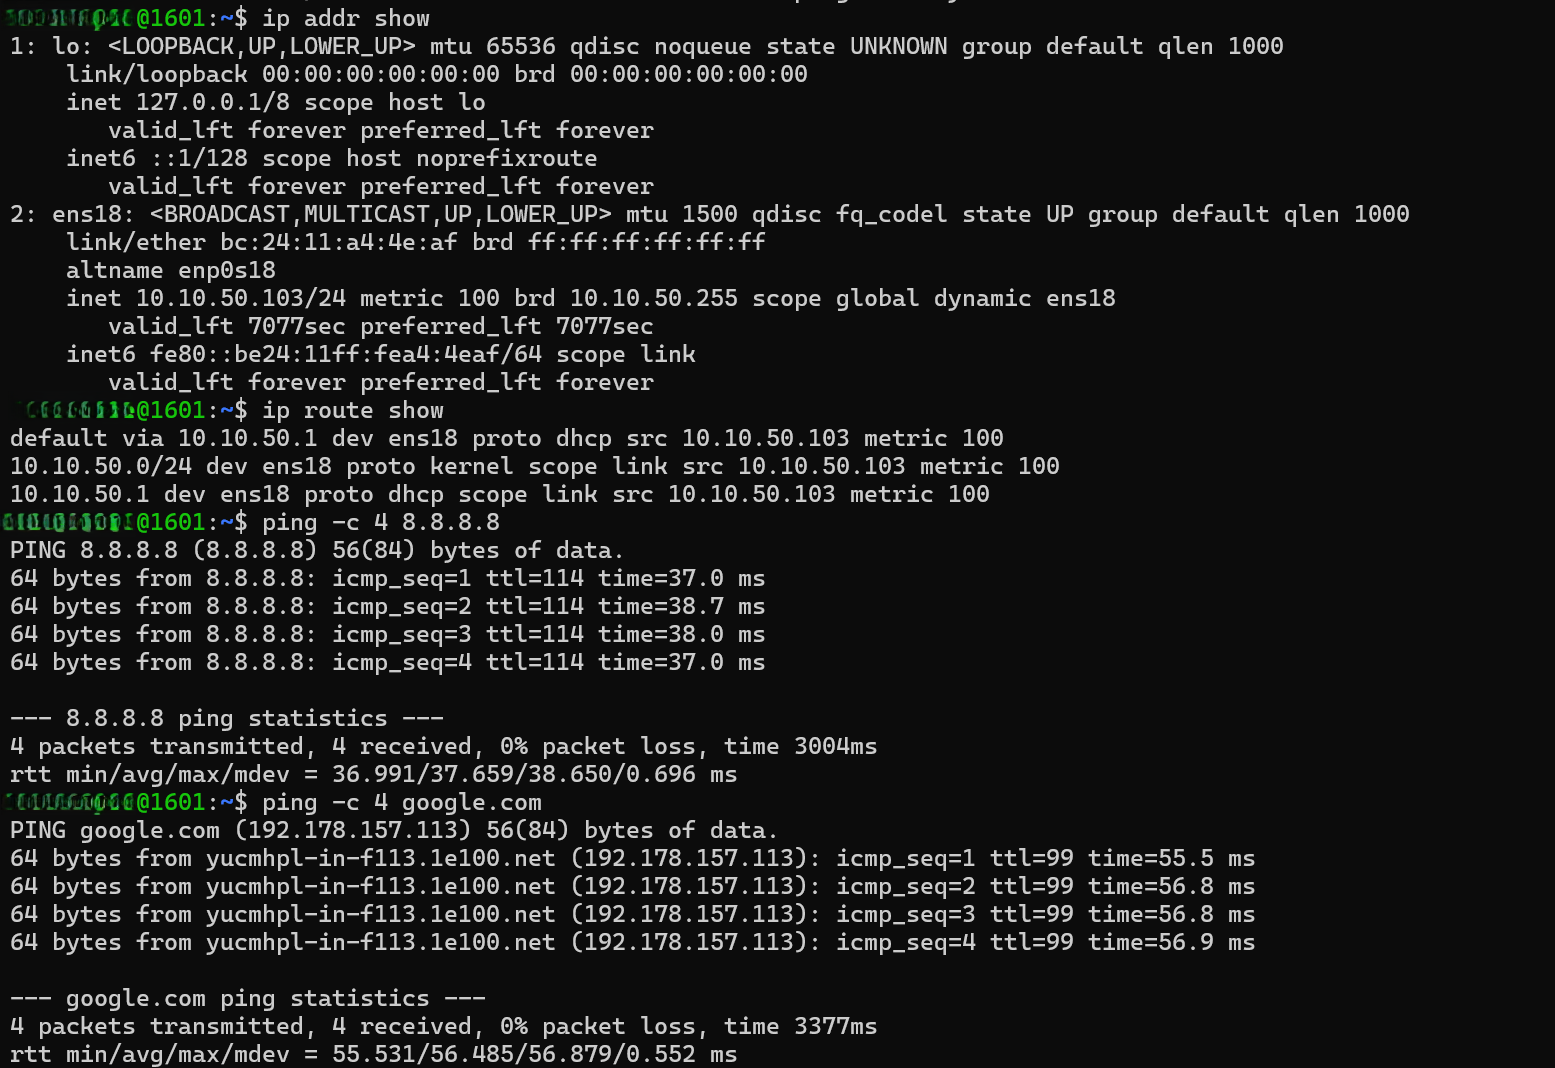 @1601:~$ ip addr show
1: lo: <LOOPBACK,UP,LOWER_UP> mtu 65536 qdisc noqueue state UNKNOWN group default qlen 1000
    link/loopback 00:00:00:00:00:00 brd 00:00:00:00:00:00
    inet 127.0.0.1/8 scope host lo
       valid_lft forever preferred_lft forever
    inet6 ::1/128 scope host noprefixroute
       valid_lft forever preferred_lft forever
2: ens18: <BROADCAST,MULTICAST,UP,LOWER_UP> mtu 1500 qdisc fq_codel state UP group default qlen 1000
    link/ether bc:24:11:a4:4e:af brd ff:ff:ff:ff:ff:ff
    altname enp0s18
    inet 10.10.50.103/24 metric 100 brd 10.10.50.255 scope global dynamic ens18
       valid_lft 7077sec preferred_lft 7077sec
    inet6 fe80::be24:11ff:fea4:4eaf/64 scope link
       valid_lft forever preferred_lft forever
@1601:~$ ip route show
default via 10.10.50.1 dev ens18 proto dhcp src 10.10.50.103 metric 100
10.10.50.0/24 dev ens18 proto kernel scope link src 10.10.50.103 metric 100
10.10.50.1 dev ens18 proto dhcp scope link src 10.10.50.103 metric 100
@1601:~$ ping -c 4 8.8.8.8
PING 8.8.8.8 (8.8.8.8) 56(84) bytes of data.
64 bytes from 8.8.8.8: icmp_seq=1 ttl=114 time=37.0 ms
64 bytes from 8.8.8.8: icmp_seq=2 ttl=114 time=38.7 ms
64 bytes from 8.8.8.8: icmp_seq=3 ttl=114 time=38.0 ms
64 bytes from 8.8.8.8: icmp_seq=4 ttl=114 time=37.0 ms

--- 8.8.8.8 ping statistics ---
4 packets transmitted, 4 received, 0% packet loss, time 3004ms
rtt min/avg/max/mdev = 36.991/37.659/38.650/0.696 ms
@1601:~$ ping -c 4 google.com
PING google.com (192.178.157.113) 56(84) bytes of data.
64 bytes from yucmhpl-in-f113.1e100.net (192.178.157.113): icmp_seq=1 ttl=99 time=55.5 ms
64 bytes from yucmhpl-in-f113.1e100.net (192.178.157.113): icmp_seq=2 ttl=99 time=56.8 ms
64 bytes from yucmhpl-in-f113.1e100.net (192.178.157.113): icmp_seq=3 ttl=99 time=56.8 ms
64 bytes from yucmhpl-in-f113.1e100.net (192.178.157.113): icmp_seq=4 ttl=99 time=56.9 ms

--- google.com ping statistics ---
4 packets transmitted, 4 received, 0% packet loss, time 3377ms
rtt min/avg/max/mdev = 55.531/56.485/56.879/0.552 ms